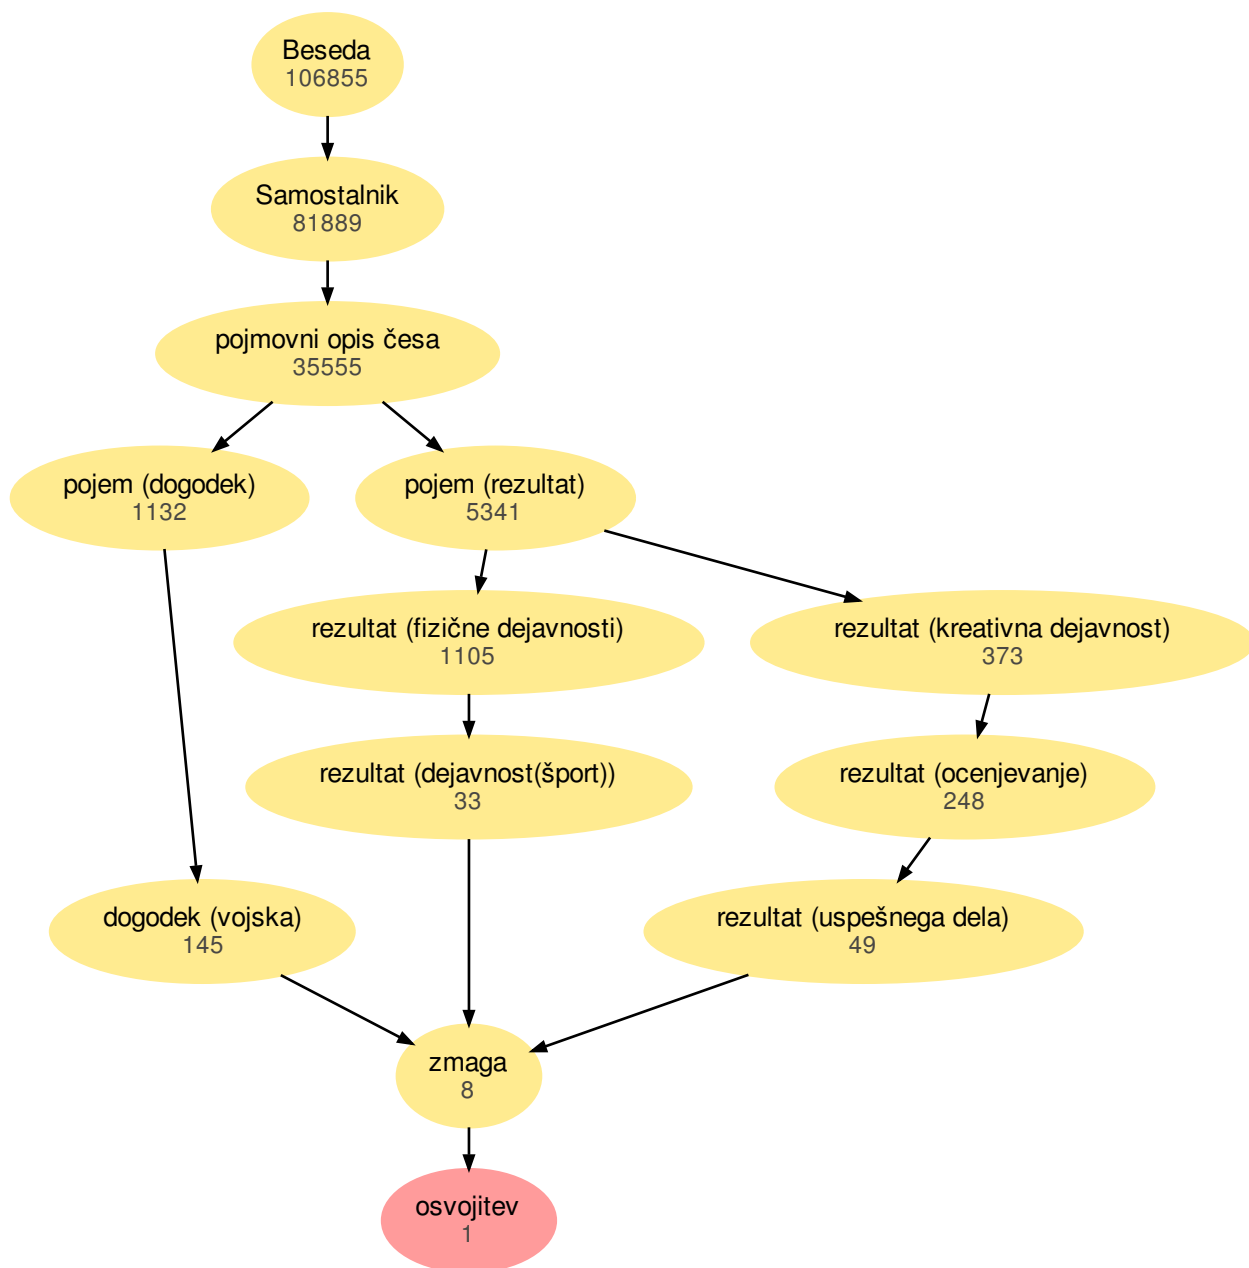 Beseda
106855
Samostalnik
81889
pojmovni opis česa
35555
pojem (dogodek)
1132
pojem (rezultat)
5341
rezultat (fizične dejavnosti)
1105
rezultat (kreativna dejavnost)
373
rezultat (dejavnost(šport))
33
rezultat (ocenjevanje)
248
dogodek (vojska)
145
rezultat (uspešnega dela)
49
zmaga
8
osvojitev
1